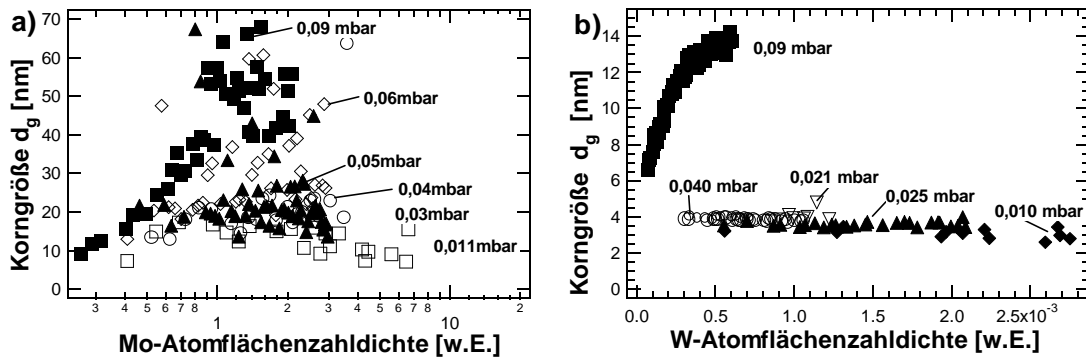 a)
Korngröße dg [nm]
70
60
50
40
30
20
10
0
0,09 mbar
0,06mbar
0,05mbar
0,04mbar
0,03mbar
0,011mbar
3 4 5 6 7 8 1 2 3 4 5 6 7 8 10 2
Mo-Atomflächenzahldichte [w.E.]
b)
Korngröße dg [nm]
14
12
10
8
6
4
2
0
0,09 mbar
0,040 mbar
0,021 mbar
0,025 mbar
0,010 mbar
0.0 0.5 1.0 1.5 2.0 2.5x10⁻³
W-Atomflächenzahldichte [w.E.]